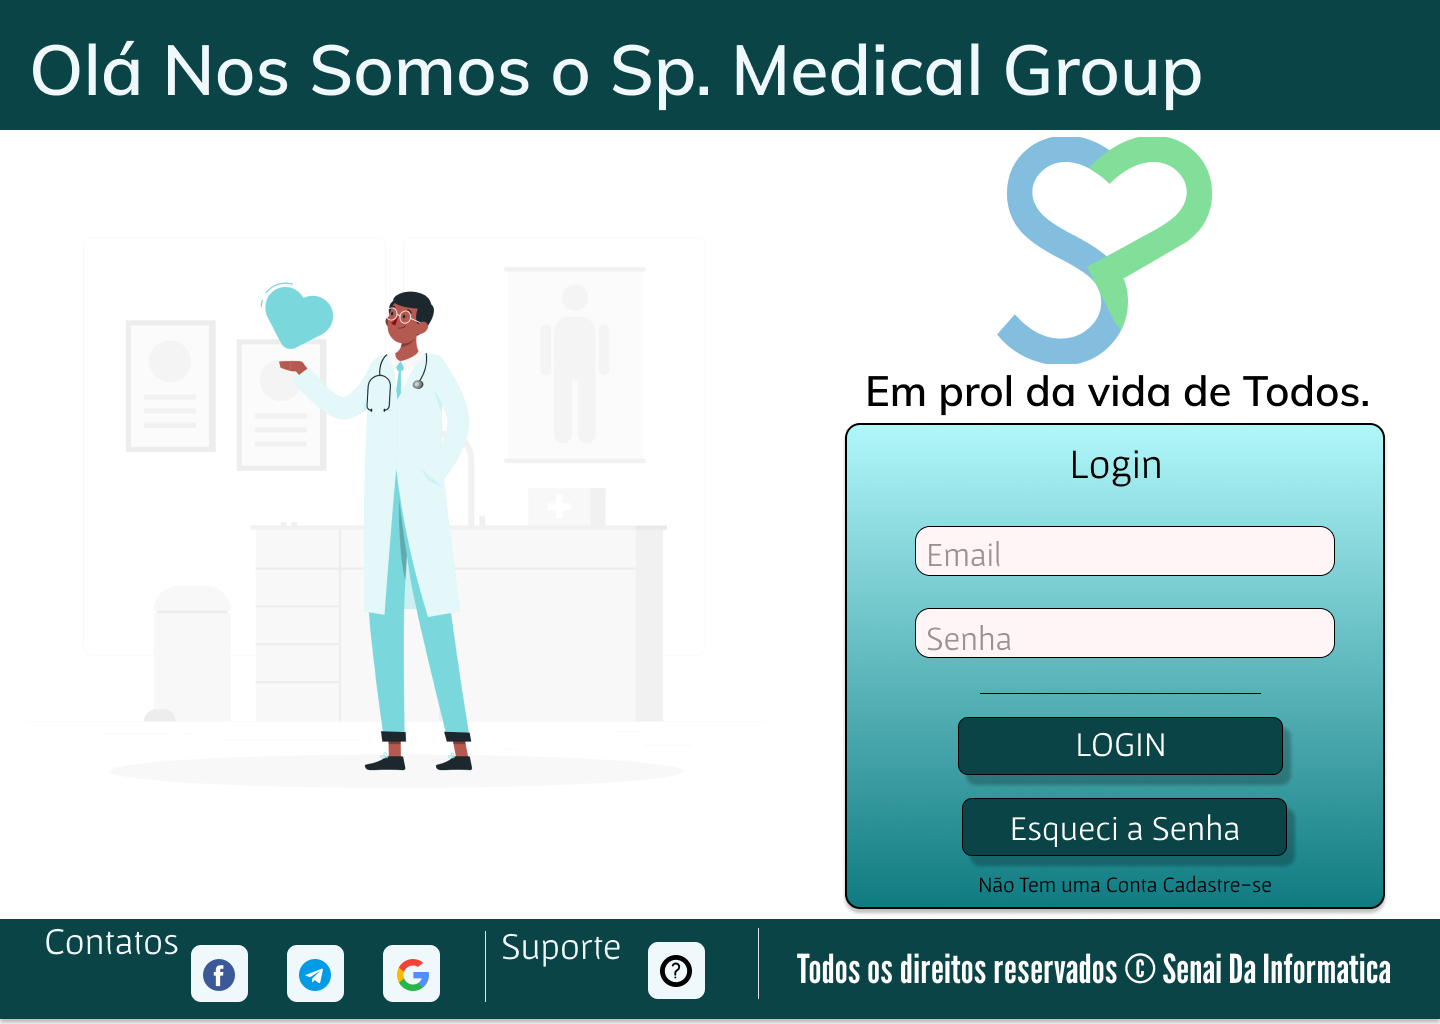 Olá Nos Somos o Sp. Medical Group
Em prol da vida de Todos.
Login
Email
Senha
LOGIN
Esqueci a Senha
Não Tem uma Conta Cadastre-se
Contatos
Suporte
?
Todos os direitos reservados © Senai Da Informatica